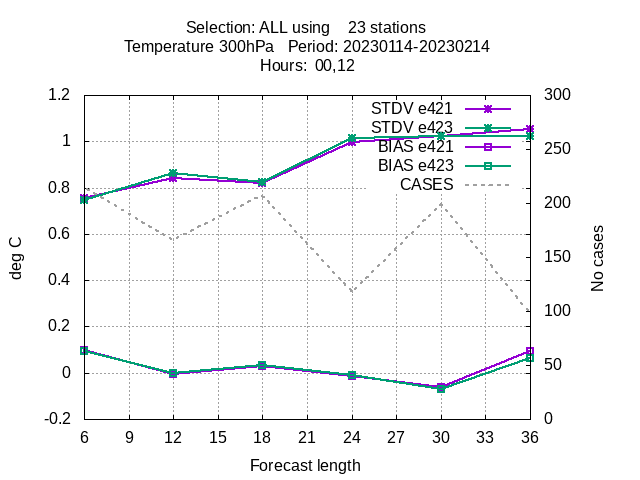 Selection: ALL using    23 stations
Temperature 300hPa   Period: 20230114-20230214
Hours:  00,12
1.2
1
0.8
0.6
0.4
0.2
0
-0.2
deg C
STDV e421
STDV e423
BIAS e421
BIAS e423
CASES
300
250
200
150
100
50
0
No cases
6 9 12 15 18 21 24 27 30 33 36
Forecast length